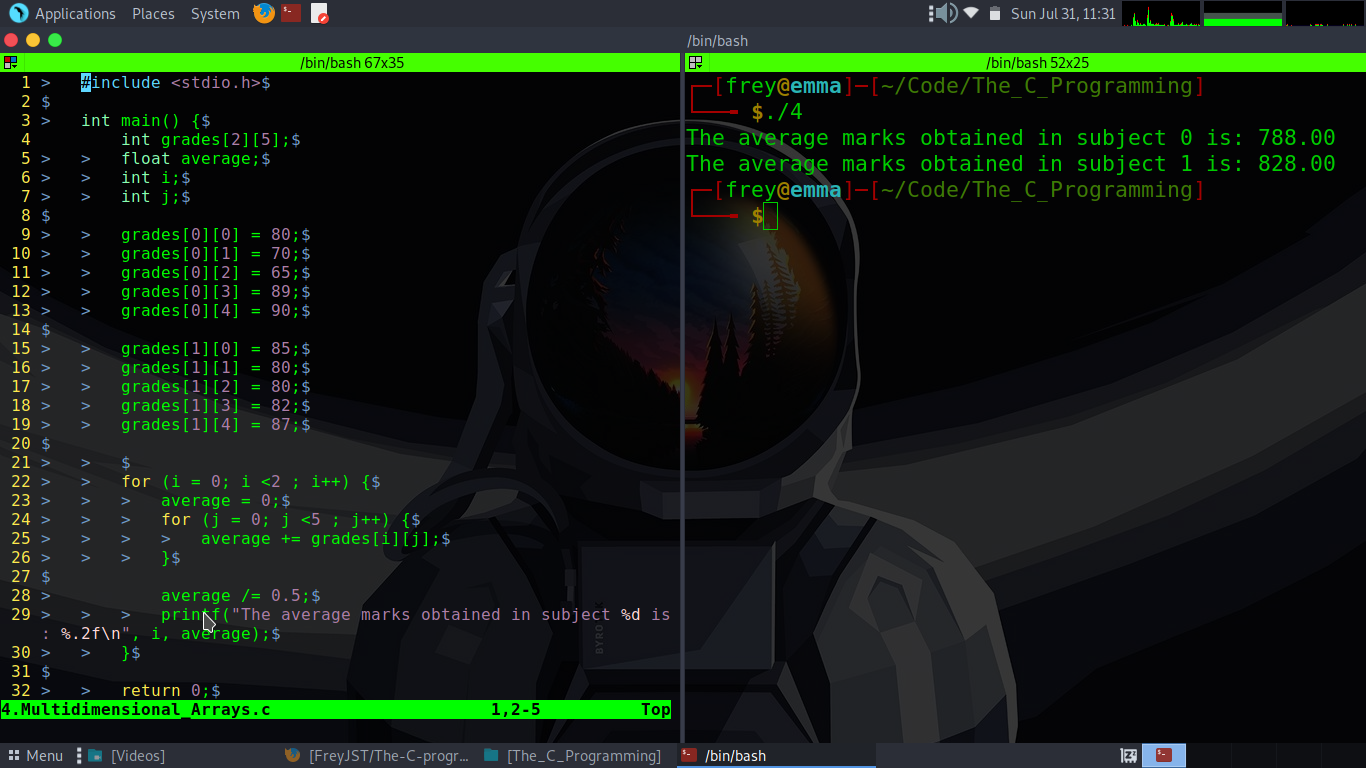 Applications Places System Sun Jul 31, 11:31
/bin/bash
/bin/bash 67x35
1 > #include <stdio.h>$
2 $
3 > int main() {$
4 int grades[2][5];$
5 > > float average;$
6 > > int i;$
7 > > int j;$
8 $
9 > > grades[0][0] = 80;$
10 > > grades[0][1] = 70;$
11 > > grades[0][2] = 65;$
12 > > grades[0][3] = 89;$
13 > > grades[0][4] = 90;$
14 $
15 > > grades[1][0] = 85;$
16 > > grades[1][1] = 80;$
17 > > grades[1][2] = 80;$
18 > > grades[1][3] = 82;$
19 > > grades[1][4] = 87;$
20 $
21 > > $
22 > > for (i = 0; i <2 ; i++) {$
23 > > > average = 0;$
24 > > > for (j = 0; j <5 ; j++) {$
25 > > > > average += grades[i][j];$
26 > > > }$
27 $
28 > average /= 0.5;$
29 > > > printf("The average marks obtained in subject %d is
: %.2f\n", i, average);$
30 > > }$
31 $
32 > > return 0;$
4.Multidimensional_Arrays.c 1,2-5 Top
/bin/bash 52x25
[frey@emma]─[~/Code/The_C_Programming]
$./4
The average marks obtained in subject 0 is: 788.00
The average marks obtained in subject 1 is: 828.00
[frey@emma]─[~/Code/The_C_Programming]
$
Menu [Videos] [FreyJST/The-C-progr... [The_C_Programming] /bin/bash